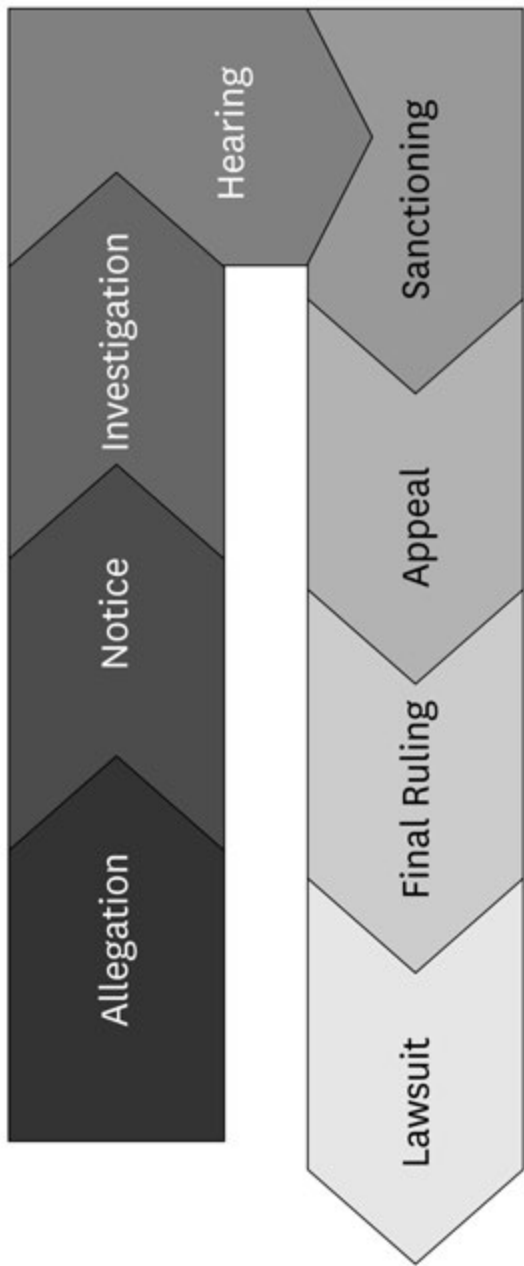 Allegation
Notice
Investigation
Hearing
Sanctioning
Appeal
Final Ruling
Lawsuit